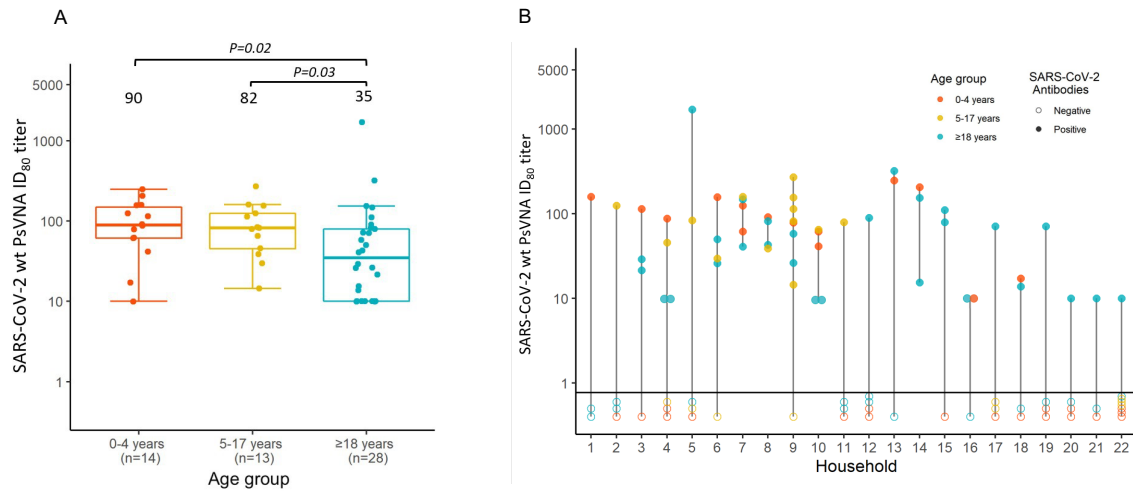 A
P=0.02
P=0.03
90
82
35
5000
1000
100
10
1
SARS-CoV-2 wt PsVNA ID80 titer
0-4 years
(n=14)
5-17 years
(n=13)
≥18 years
(n=28)
Age group
B
5000
1000
100
10
1
SARS-CoV-2 wt PsVNA ID80 titer
Age group
0-4 years
5-17 years
≥18 years
SARS-CoV-2
Antibodies
Negative
Positive
1 2 3 4 5 6 7 8 9 10 11 12 13 14 15 16 17 18 19 20 21 22
Household